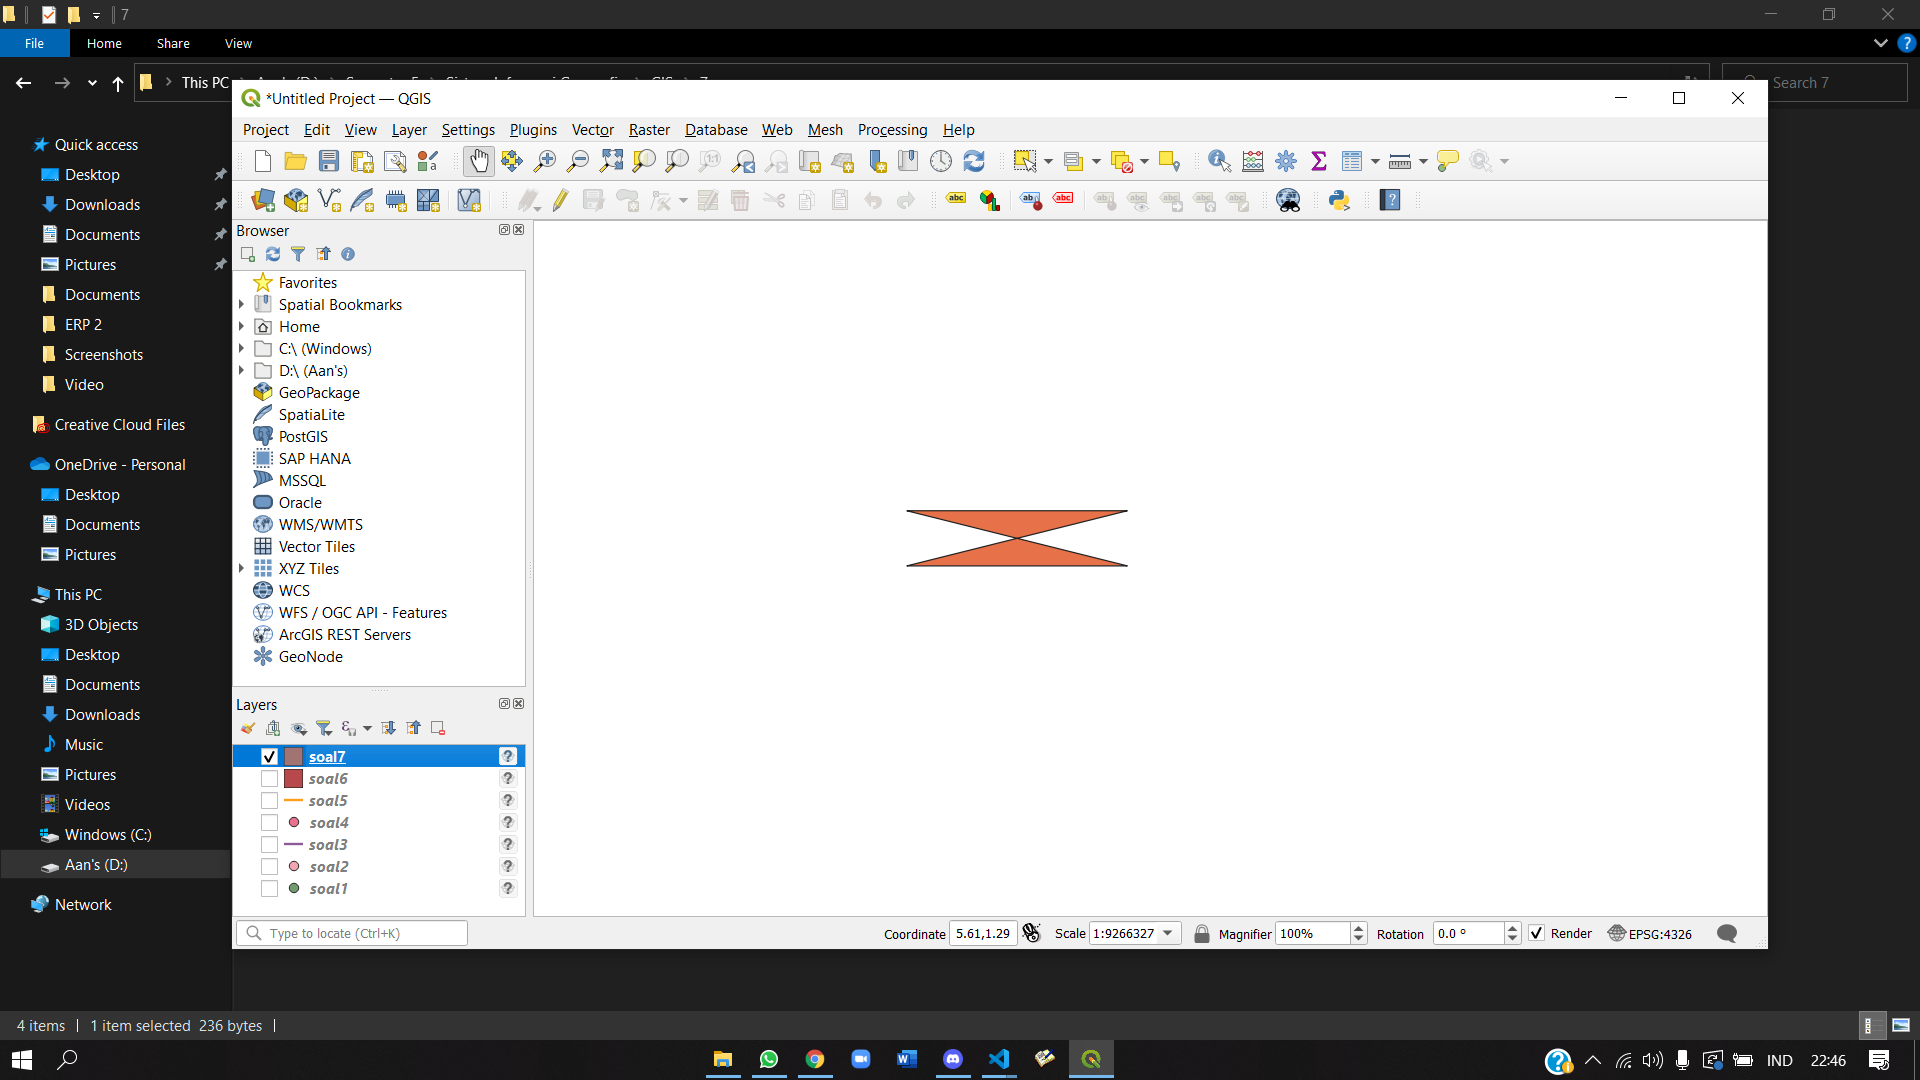 7
File Home Share View
This PC
Search 7
*Untitled Project — QGIS
Project Edit View Layer Settings Plugins Vector Raster Database Web Mesh Processing Help
Browser
Favorites
Spatial Bookmarks
Home
C:\ (Windows)
D:\ (Aan's)
GeoPackage
SpatiaLite
PostGIS
SAP HANA
MSSQL
Oracle
WMS/WMTS
Vector Tiles
XYZ Tiles
WCS
WFS / OGC API - Features
ArcGIS REST Servers
GeoNode
Layers
soal7
soal6
soal5
soal4
soal3
soal2
soal1
Type to locate (Ctrl+K)
Coordinate 5.61,1.29 Scale 1:9266327 Magnifier 100% Rotation 0.0 ° Render EPSG:4326
Quick access
Desktop
Downloads
Documents
Pictures
Documents
ERP 2
Screenshots
Video
Creative Cloud Files
OneDrive - Personal
Desktop
Documents
Pictures
This PC
3D Objects
Desktop
Documents
Downloads
Music
Pictures
Videos
Windows (C:)
Aan's (D:)
Network
4 items 1 item selected 236 bytes
IND 22:46